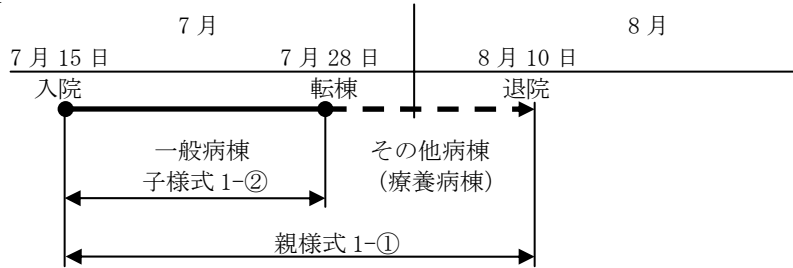 7月 8月
7月15日 7月28日 8月10日
入院 転棟 退院
一般病棟 その他病棟
子様式1-② (療養病棟)
親様式1-①